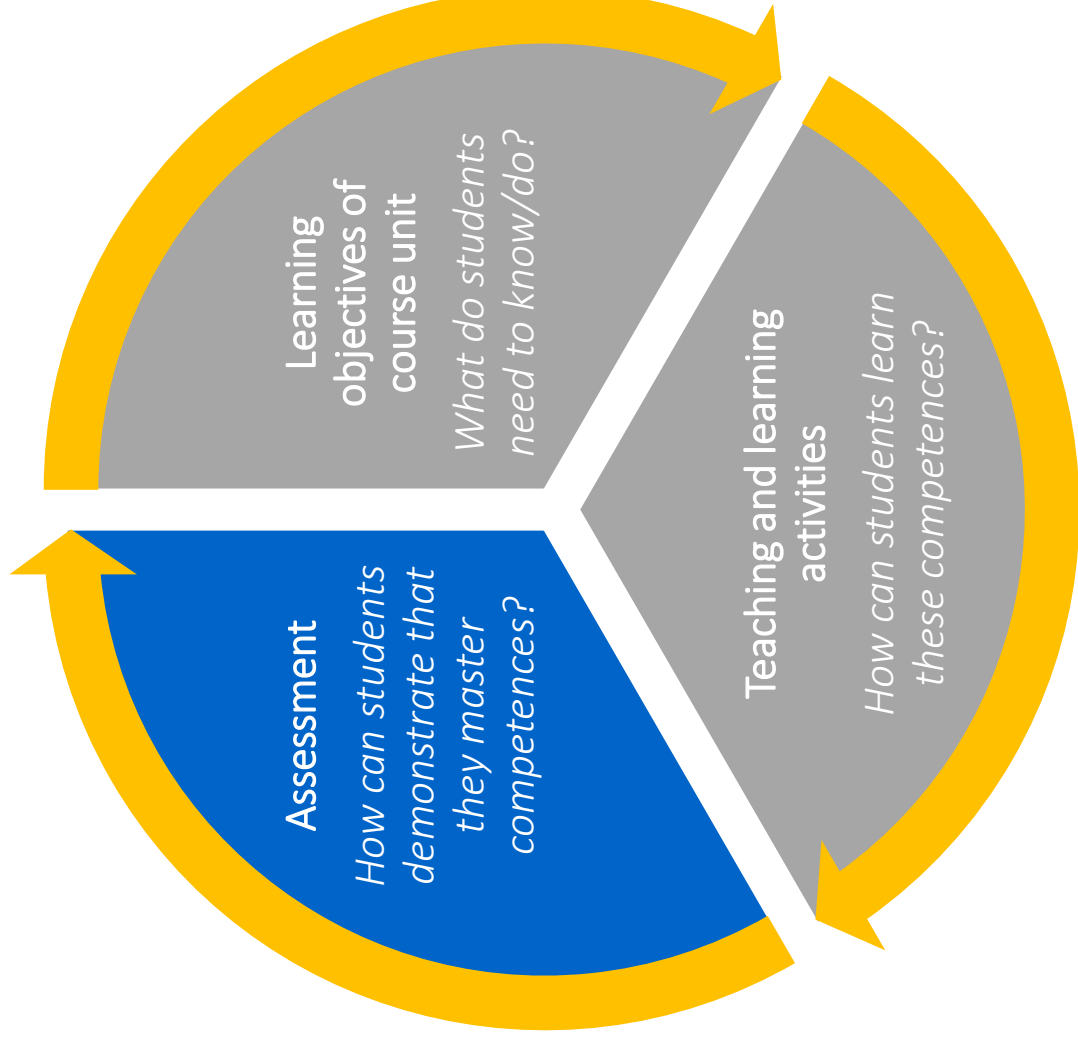 Learning
objectives of
course unit
What do students
need to know/do?
Teaching and learning
activities
How can students learn
these competences?
Assessment
How can students
demonstrate that
they master
competences?